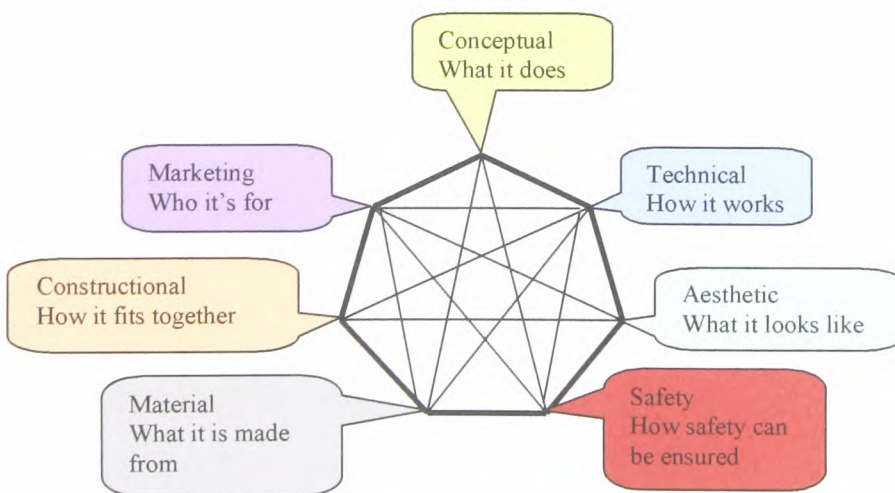 Conceptual
What it does
Marketing
Who it's for
Technical
How it works
Constructional
How it fits together
Aesthetic
What it looks like
Material
What it is made
from
Safety
How safety can
be ensured